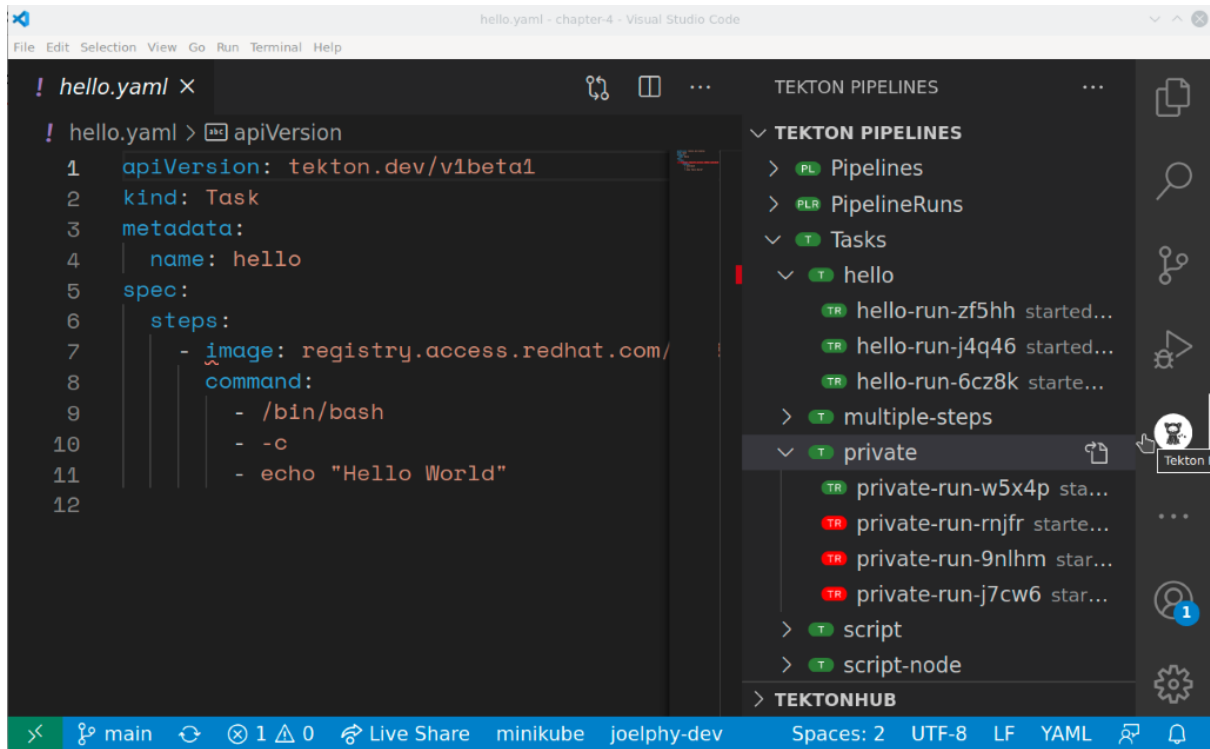 hello.yaml - chapter-4 - Visual Studio Code
File Edit Selection View Go Run Terminal Help
! hello.yaml ×
! hello.yaml > abc apiVersion
1 apiVersion: tekton.dev/v1beta1
2 kind: Task
3 metadata:
4 name: hello
5 spec:
6 steps:
7 - image: registry.access.redhat.com/
8 command:
9 - /bin/bash
10 - -c
11 - echo "Hello World"
12
TEKTON PIPELINES ...
TEKTON PIPELINES
PL Pipelines
PLR PipelineRuns
T Tasks
T hello
TR hello-run-zf5hh started...
TR hello-run-j4q46 started...
TR hello-run-6cz8k starte...
T multiple-steps
T private
TR private-run-w5x4p sta...
TR private-run-rnjfr starte...
TR private-run-9nlhm star...
TR private-run-j7cw6 star...
T script
T script-node
TEKTONHUB
Tekton
1
main 1 0 Live Share minikube joelphy-dev Spaces: 2 UTF-8 LF YAML